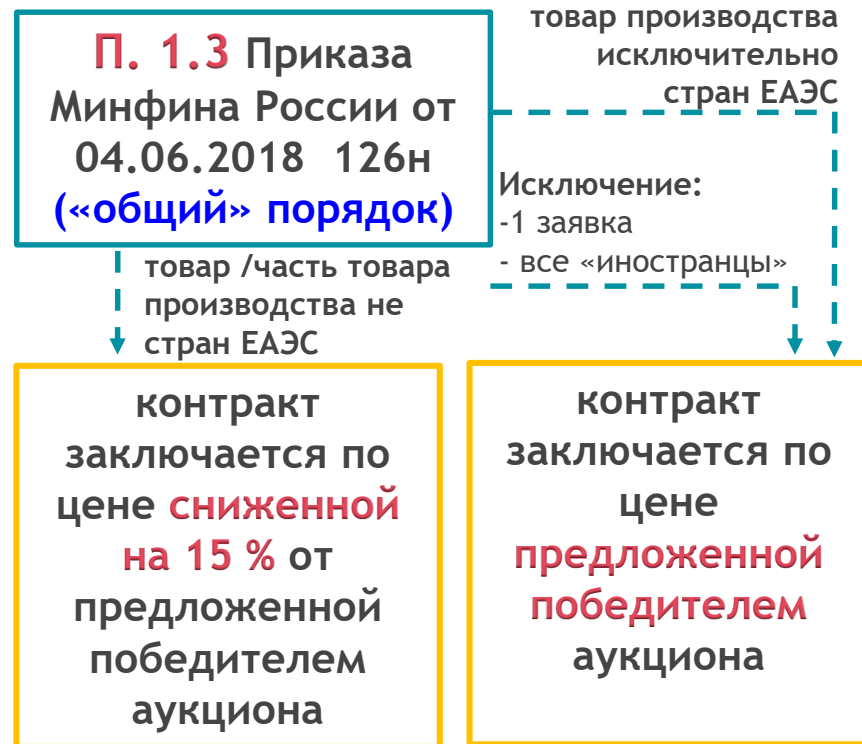 П. 1.3 Приказа
Минфина России от
04.06.2018 126н
(«общий» порядок)
товар производства
исключительно
стран ЕАЭС
Исключение:
-1 заявка
- все «иностранцы»
товар /часть товара
производства не
стран ЕАЭС
контракт
заключается по
цене сниженной
на 15 % от
предложенной
победителем
аукциона
контракт
заключается по
цене
предложенной
победителем
аукциона